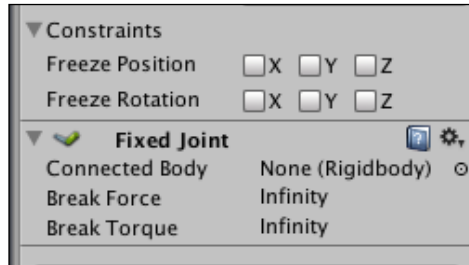 Constraints
Freeze Position X Y Z
Freeze Rotation X Y Z
Fixed Joint
Connected Body None (Rigidbody)
Break Force Infinity
Break Torque Infinity